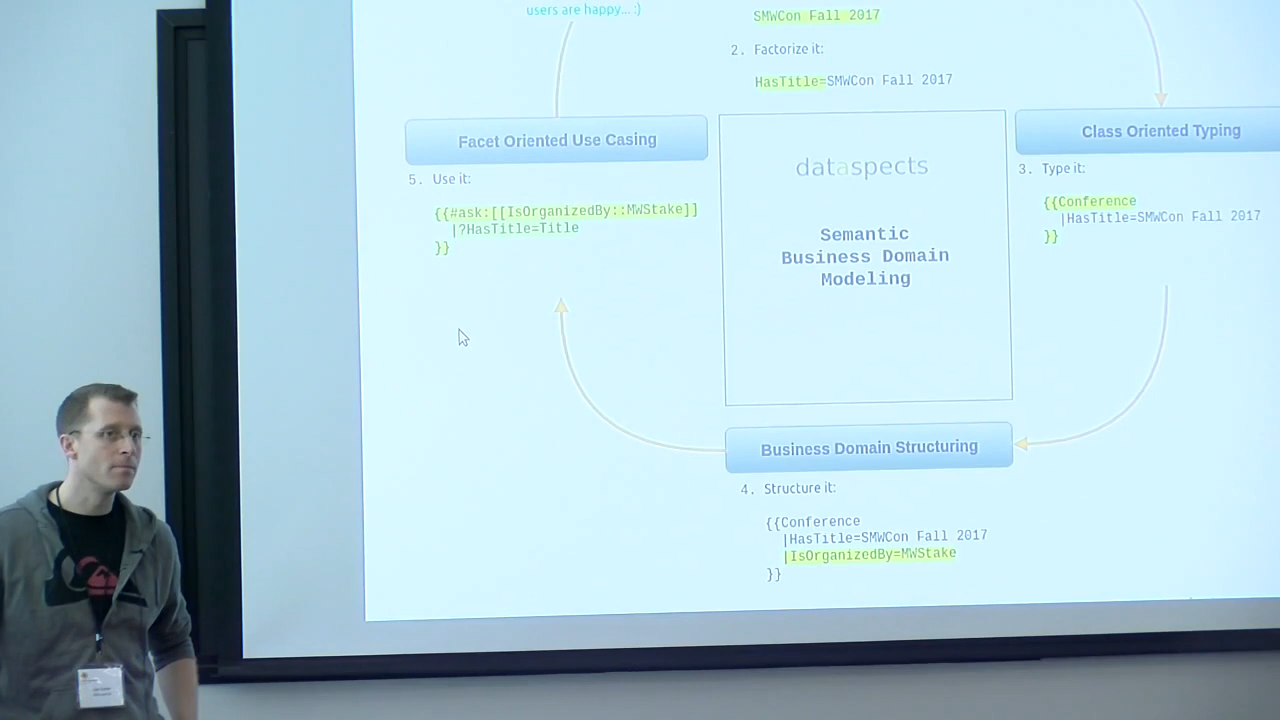 users are happy... :)
SMWCon Fall 2017
2. Factorize it:
HasTitle=SMWCon Fall 2017
Facet Oriented Use Casing
5. Use it:
{{#ask:[[IsOrganizedBy::MWStake]]
|?HasTitle=Title
}}
dataspects
Semantic
Business Domain
Modeling
Class Oriented Typing
3. Type it:
{{Conference
|HasTitle=SMWCon Fall 2017
}}
Business Domain Structuring
4. Structure it:
{{Conference
|HasTitle=SMWCon Fall 2017
|IsOrganizedBy=MWStake
}}